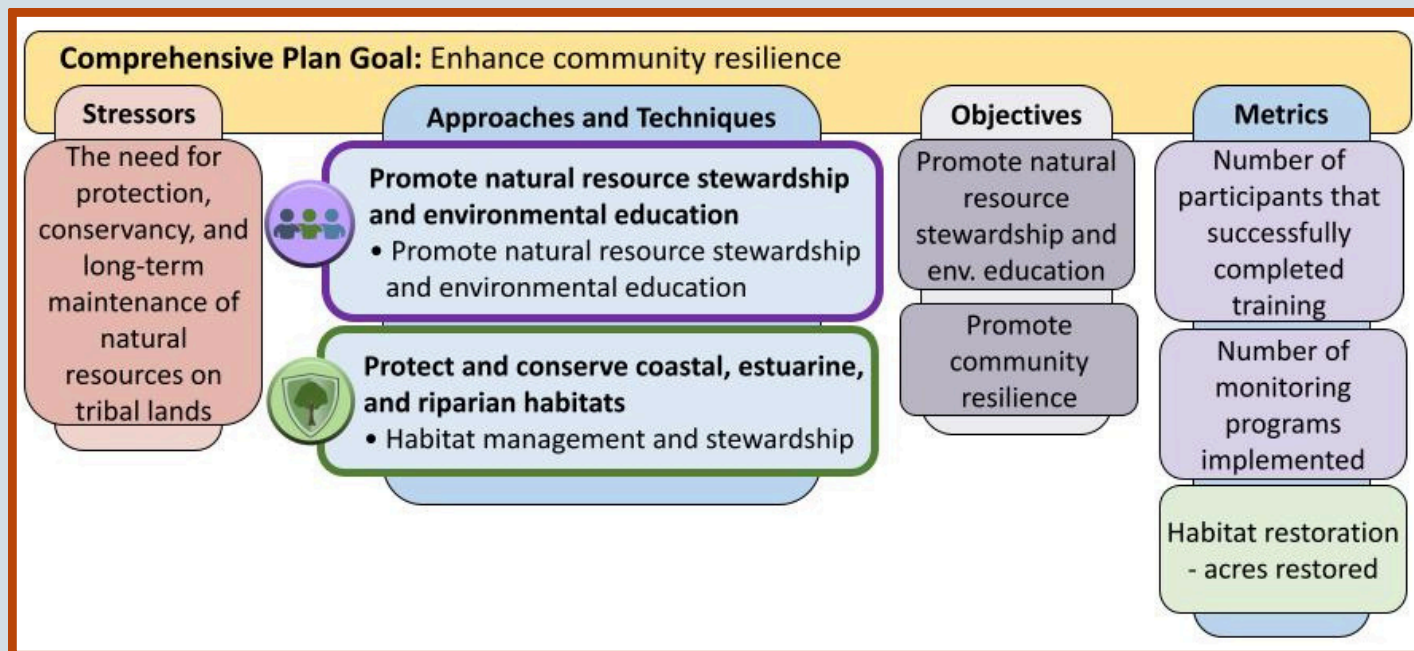 Comprehensive Plan Goal: Enhance community resilience
Stressors
The need for
protection,
conservancy, and
long-term
maintenance of
natural
resources on
tribal lands
Approaches and Techniques
Promote natural resource stewardship
and environmental education
• Promote natural resource stewardship
and environmental education
Protect and conserve coastal, estuarine,
and riparian habitats
• Habitat management and stewardship
Objectives
Promote natural
resource
stewardship and
env. education
Promote
community
resilience
Metrics
Number of
participants that
successfully
completed
training
Number of
monitoring
programs
implemented
Habitat restoration
- acres restored